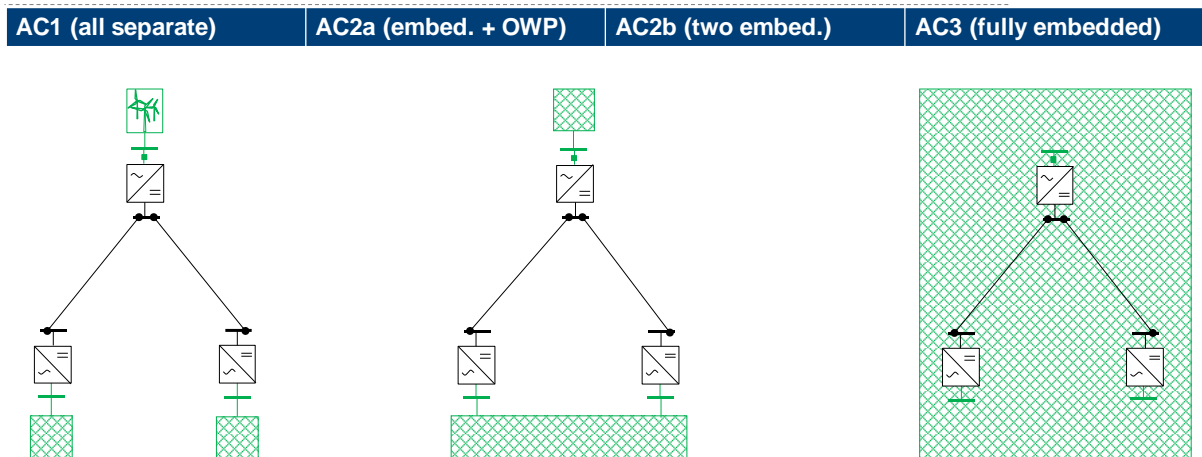 AC1 (all separate)
AC2a (embed. + OWP)
AC2b (two embed.)
AC3 (fully embedded)